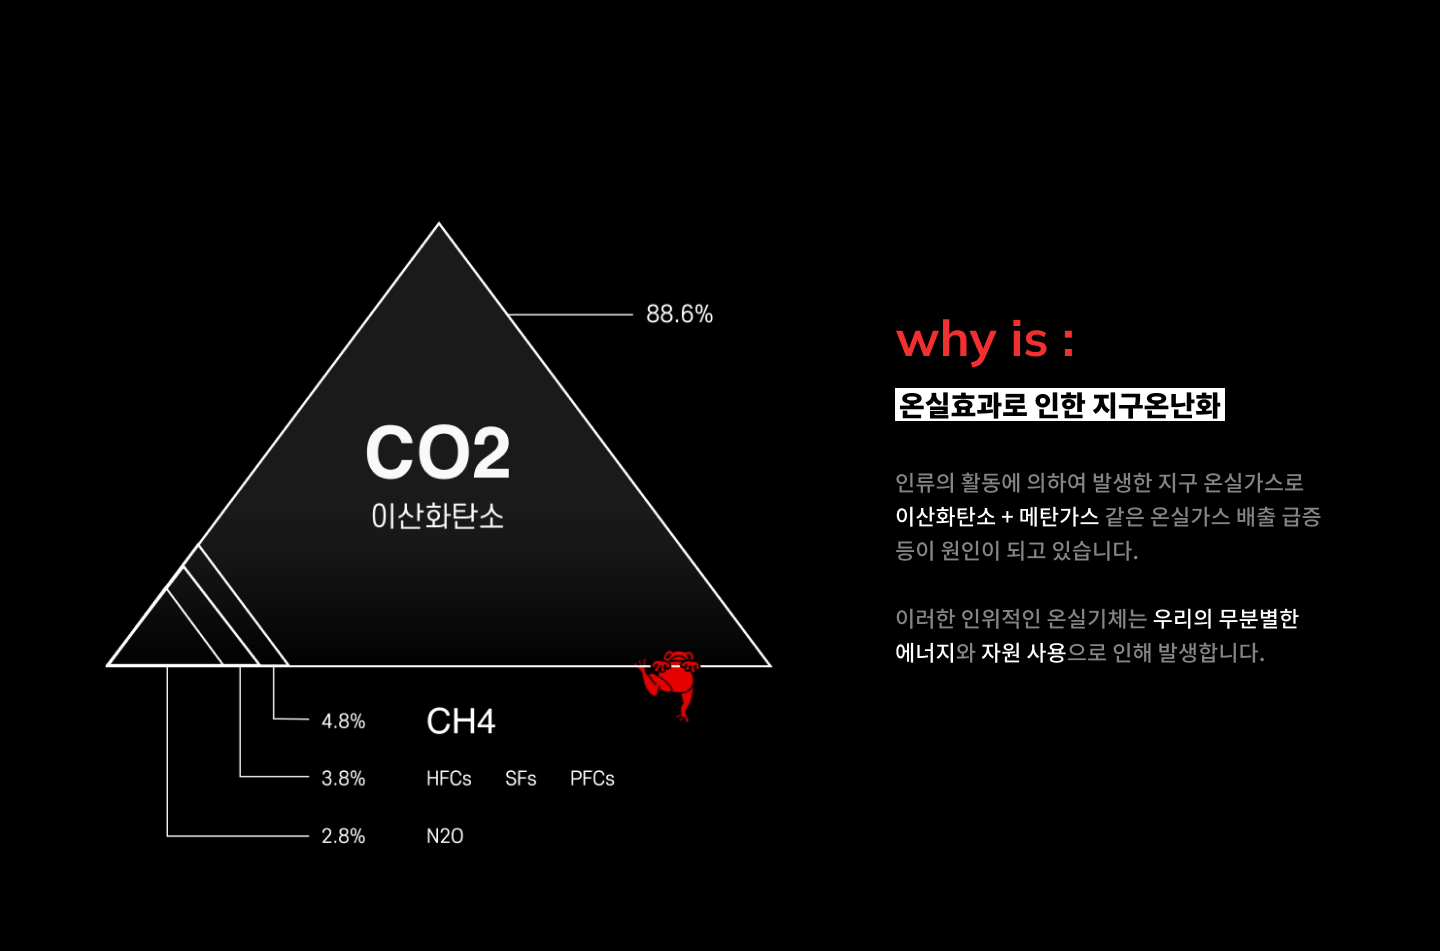 88.6%
CO2
이산화탄소
4.8% CH4
3.8% HFCs SFs PFCs
2.8% N2O
why is :
온실효과로 인한 지구온난화
인류의 활동에 의하여 발생한 지구 온실가스로
이산화탄소 + 메탄가스 같은 온실가스 배출 급증
등이 원인이 되고 있습니다.
이러한 인위적인 온실기체는 우리의 무분별한
에너지와 자원 사용으로 인해 발생합니다.